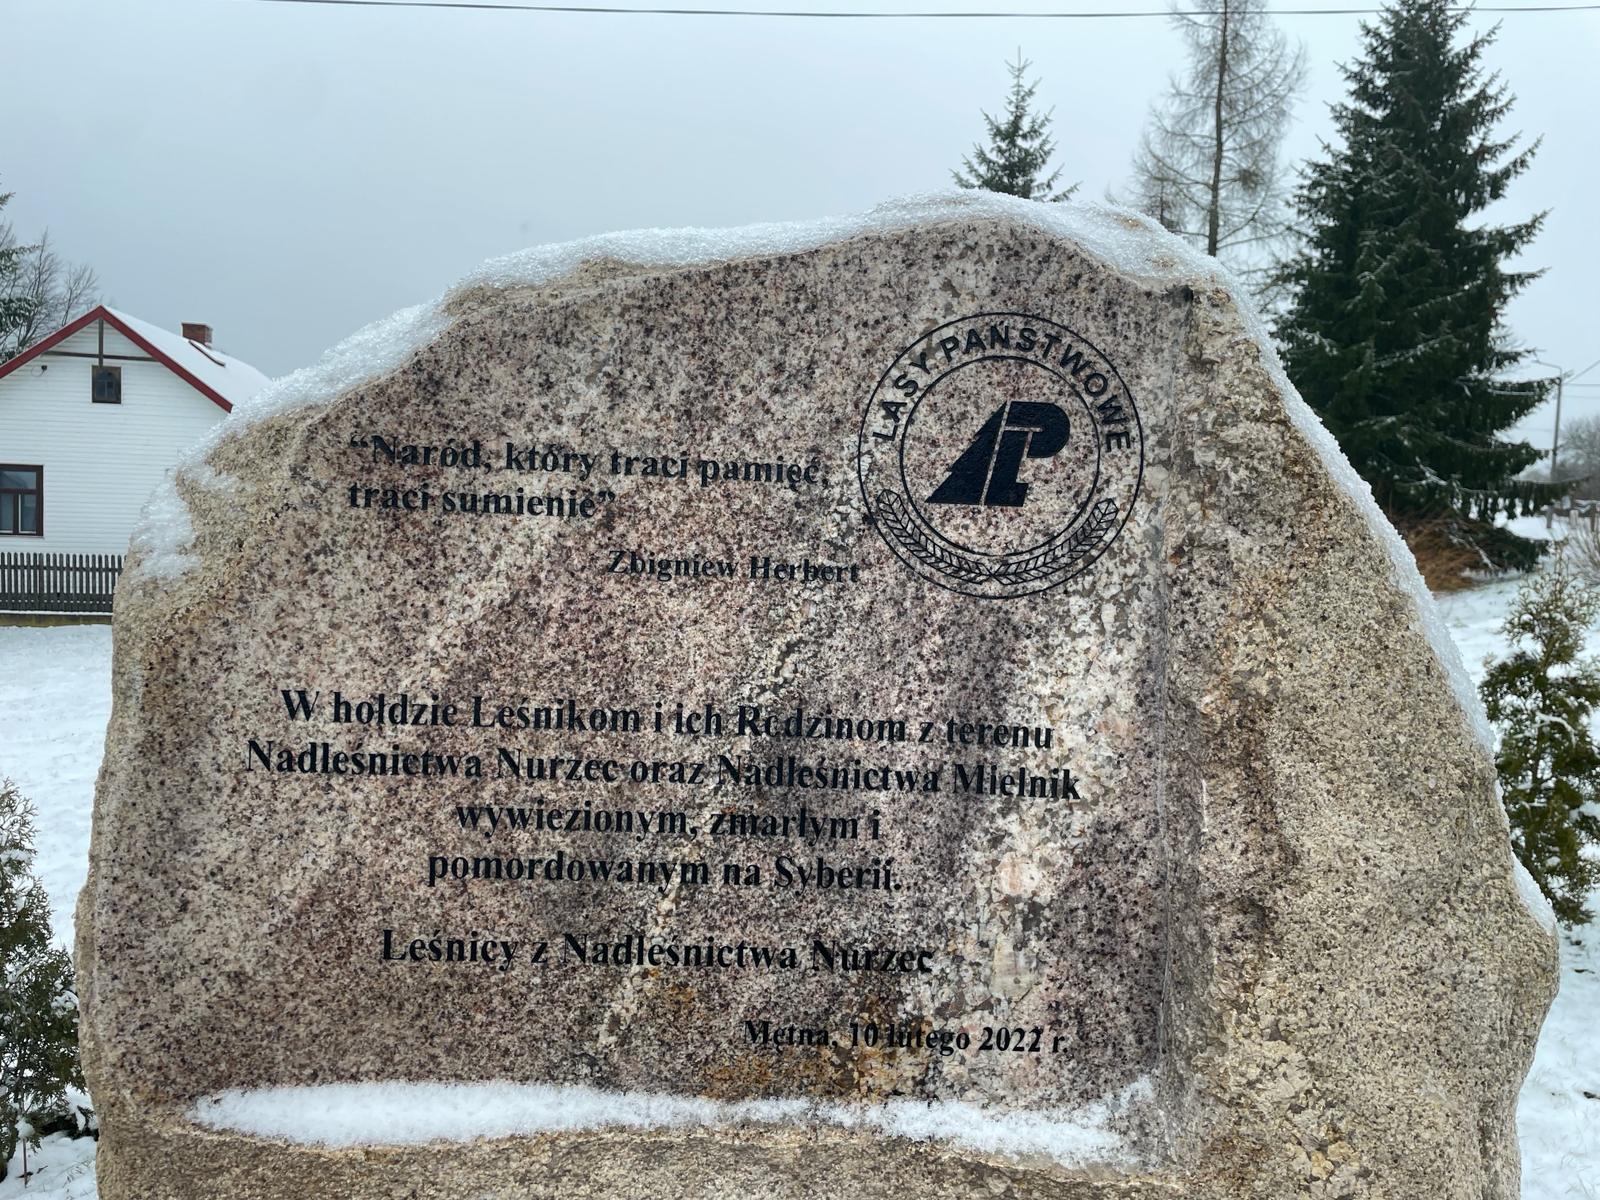 LASY PAŃSTWOWE
“Naród, który traci pamięć,
traci sumienie”
Zbigniew Herbert
W hołdzie Leśnikom i ich Rodzinom z terenu
Nadleśnictwa Nurzec oraz Nadleśnictwa Mielnik
wywiezionym, zmarłym i
pomordowanym na Syberii.
Leśnicy z Nadleśnictwa Nurzec
Mętna, 10 lutego 2022 r.